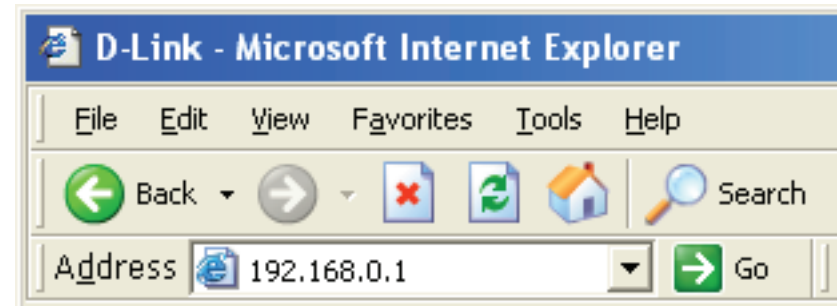 D-Link - Microsoft Internet Explorer
File Edit View Favorites Tools Help
Back Search
Address 192.168.0.1 Go